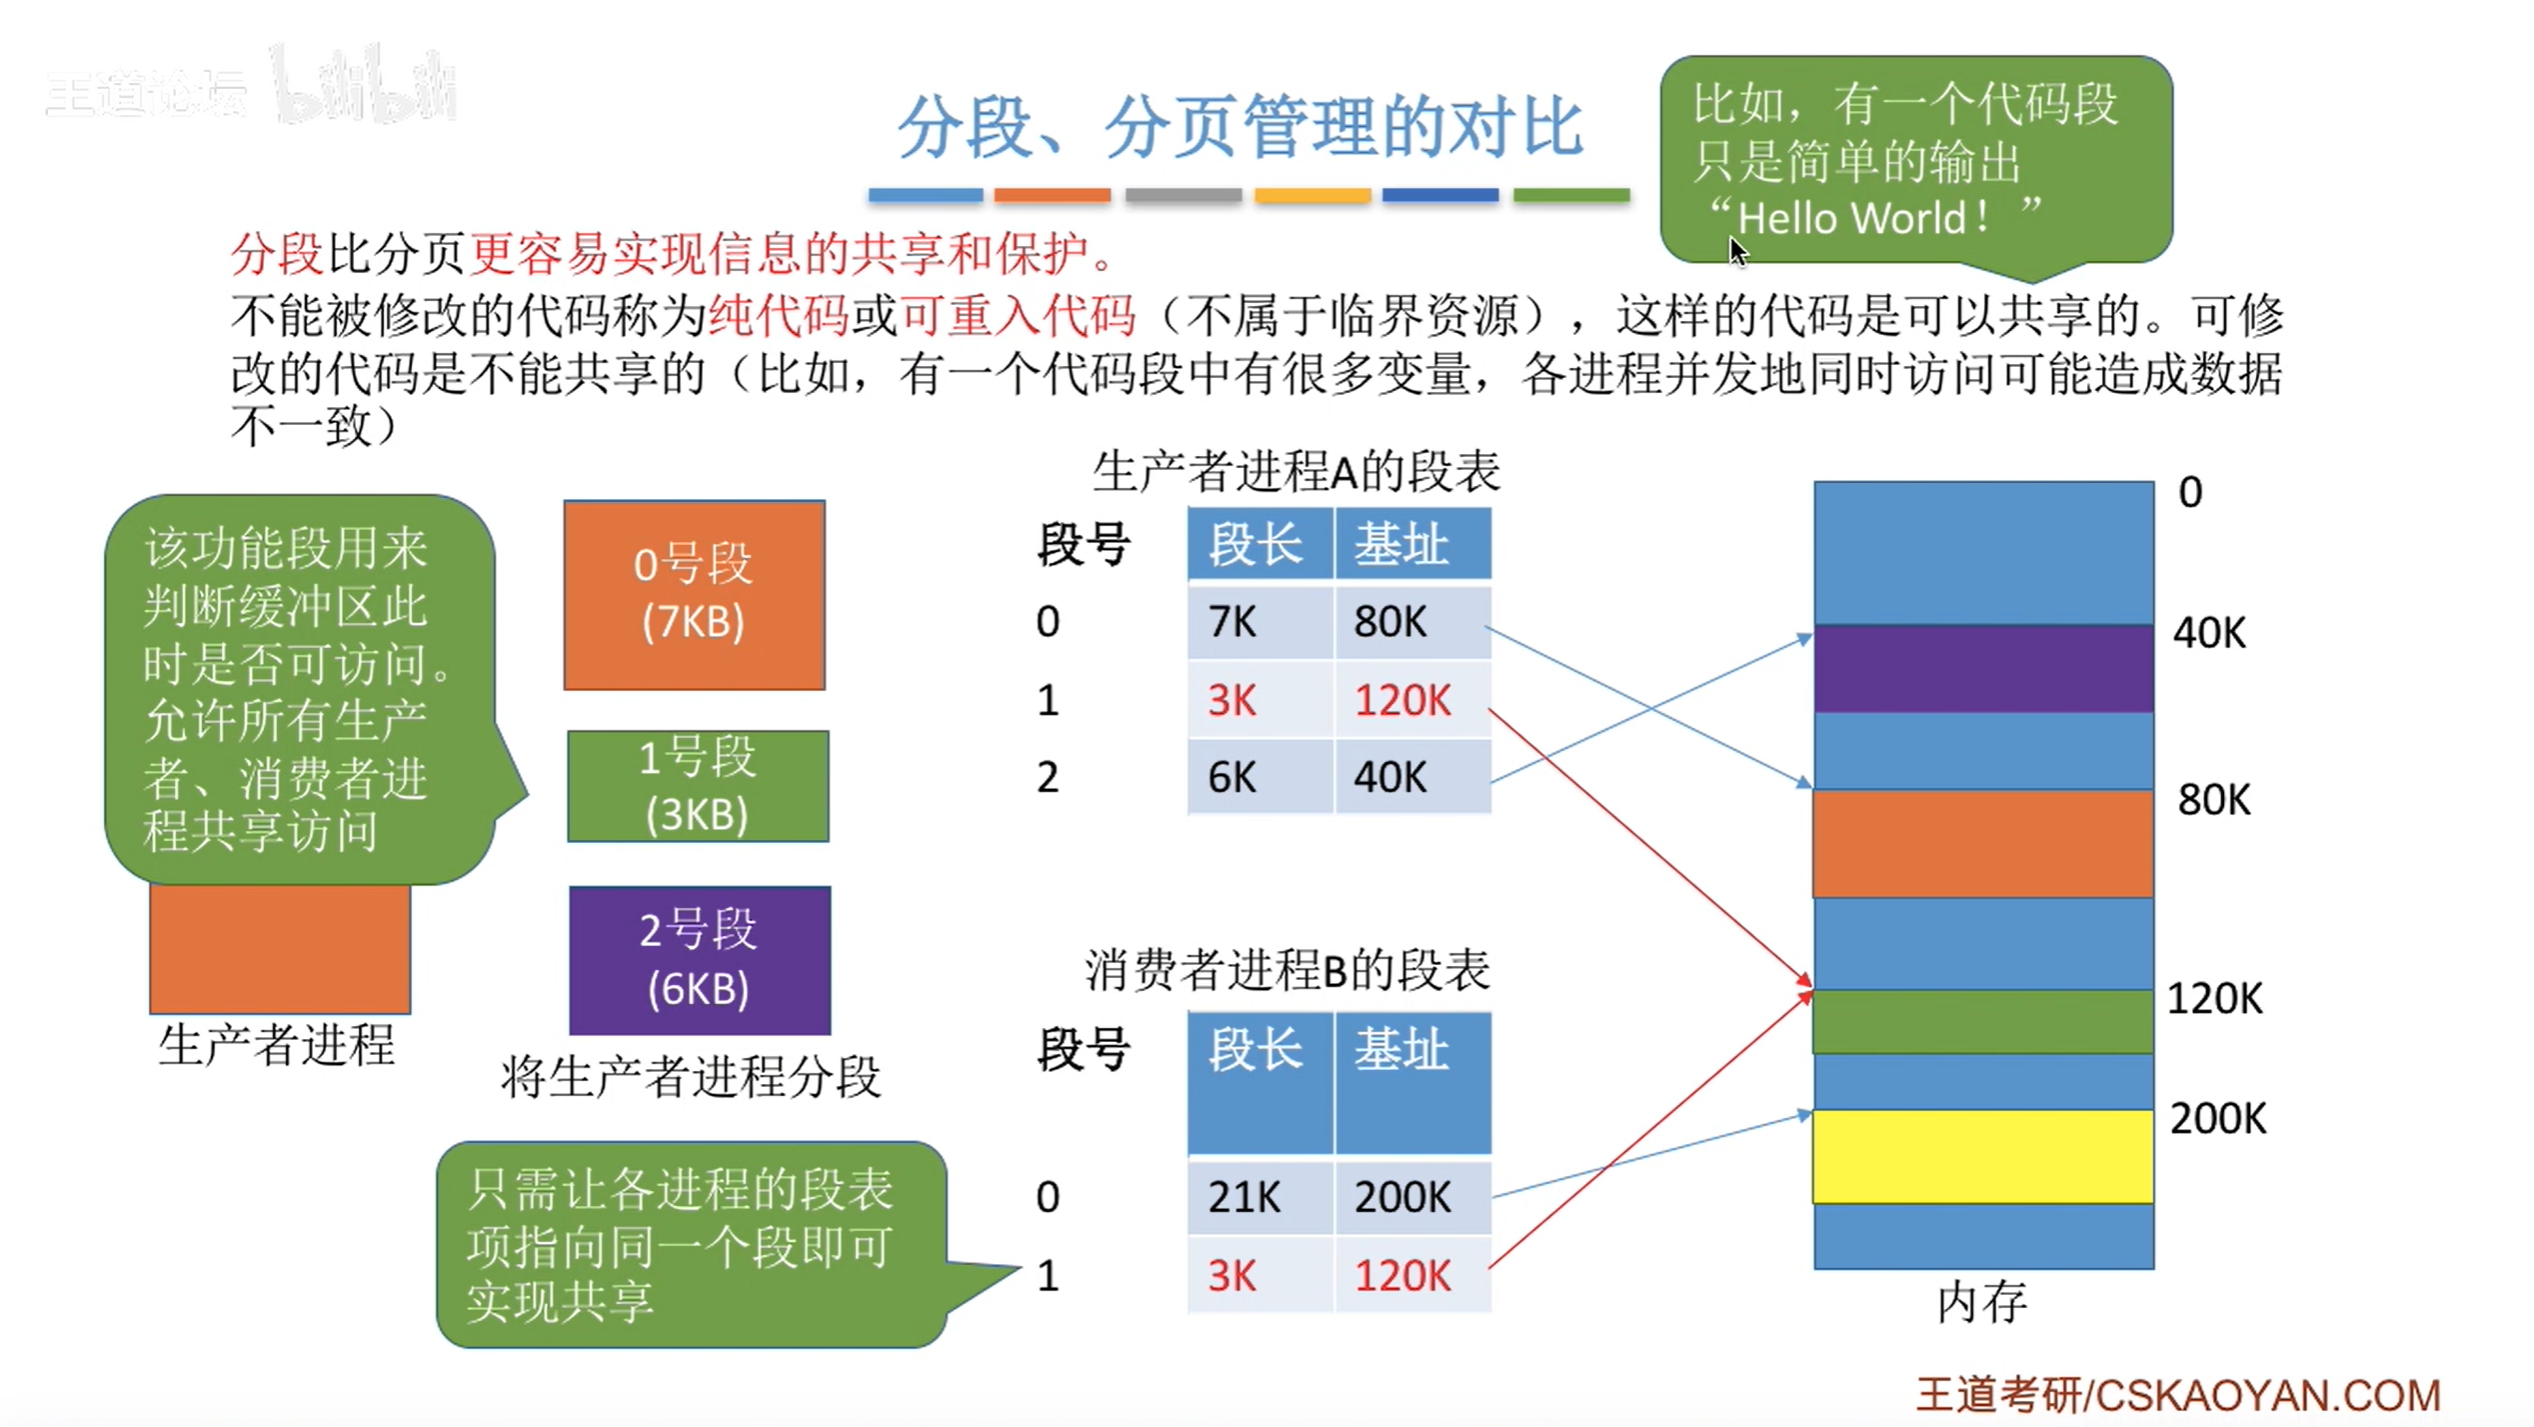 王道论坛 bilibili
分段、分页管理的对比
比如，有一个代码段
只是简单的输出
“Hello World！”
分段比分页更容易实现信息的共享和保护。
不能被修改的代码称为纯代码或可重入代码（不属于临界资源），这样的代码是可以共享的。可修
改的代码是不能共享的（比如，有一个代码段中有很多变量，各进程并发地同时访问可能造成数据
不一致）
该功能段用来
判断缓冲区此
时是否可访问。
允许所有生产
者、消费者进
程共享访问
生产者进程
0号段
(7KB)
1号段
(3KB)
2号段
(6KB)
将生产者进程分段
生产者进程A的段表
段号 段长 基址
0 7K 80K
1 3K 120K
2 6K 40K
消费者进程B的段表
段号 段长 基址
0 21K 200K
1 3K 120K
只需让各进程的段表
项指向同一个段即可
实现共享
0
40K
80K
120K
200K
内存
王道考研/CSKAOYAN.COM